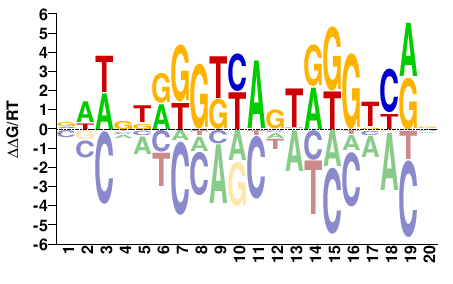 6
5
4
3
2
1
0
-1
-2
-3
-4
-5
-6
ΔΔG/RT
G A T A G T G G G T C A G T G G G T C A
C T A G G A T T G T T T A T T G T G
C C A A C A A C A A A C A T A
C T C C A G C T C C A C
1 2 3 4 5 6 7 8 9 10 11 12 13 14 15 16 17 18 19 20